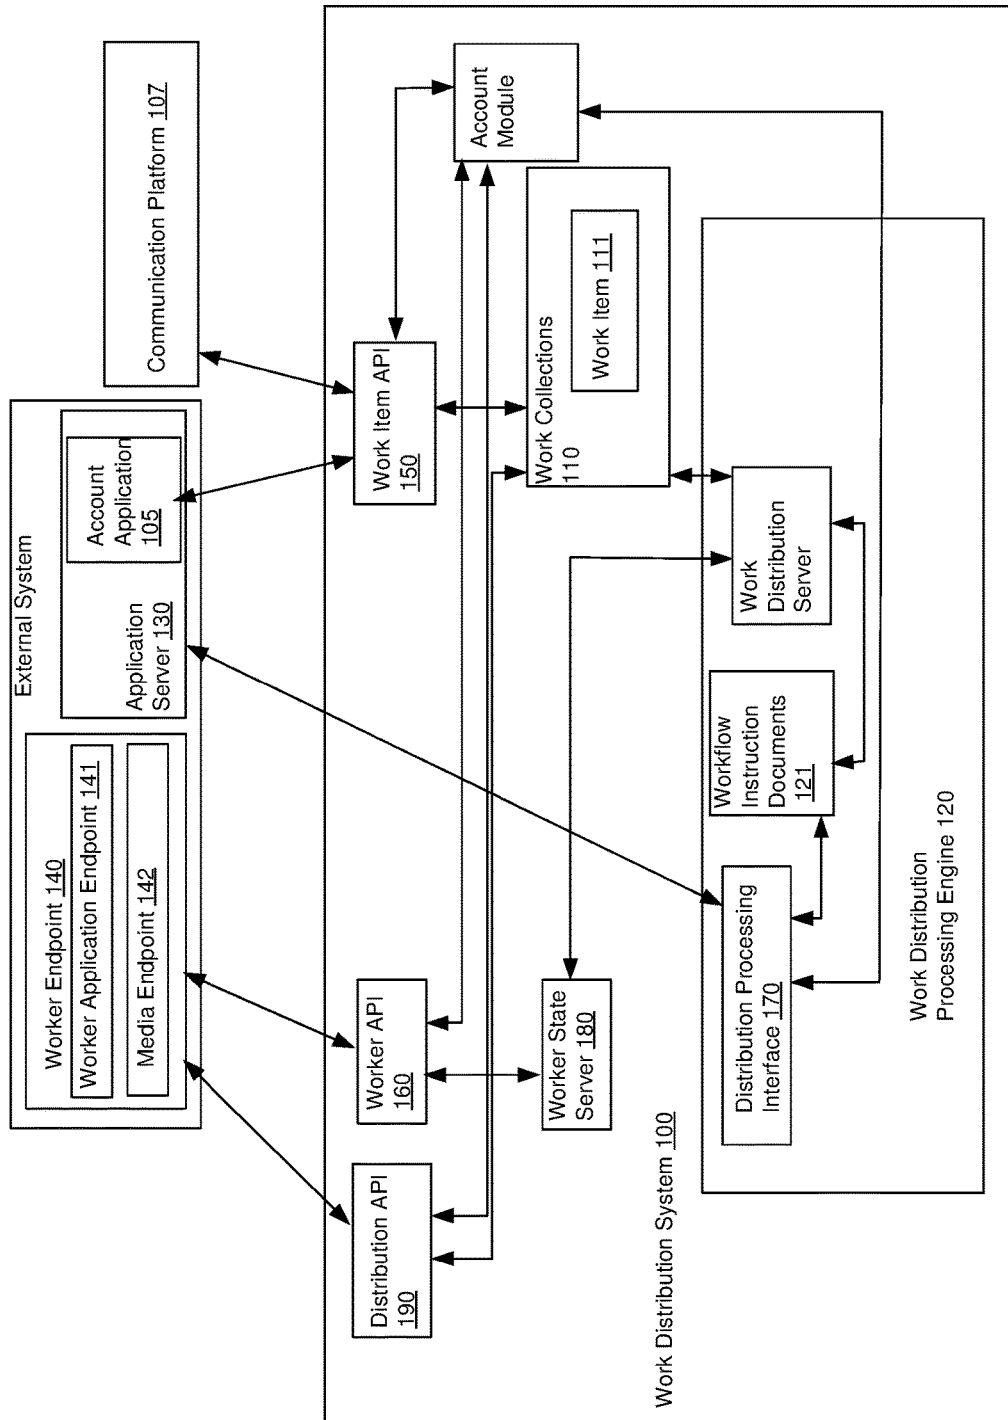 External System
Worker Endpoint 140
Worker Application Endpoint 141
Media Endpoint 142
Application
Server 130
Account
Application
105
Communication Platform 107
Distribution API
190
Worker API
160
Work Item API
150
Account
Module
Worker State
Server 180
Work Collections
110
Work Item 111
Work Distribution System 100
Distribution Processing
Interface 170
Workflow
Instruction
Documents
121
Work
Distribution
Server
Work Distribution
Processing Engine 120